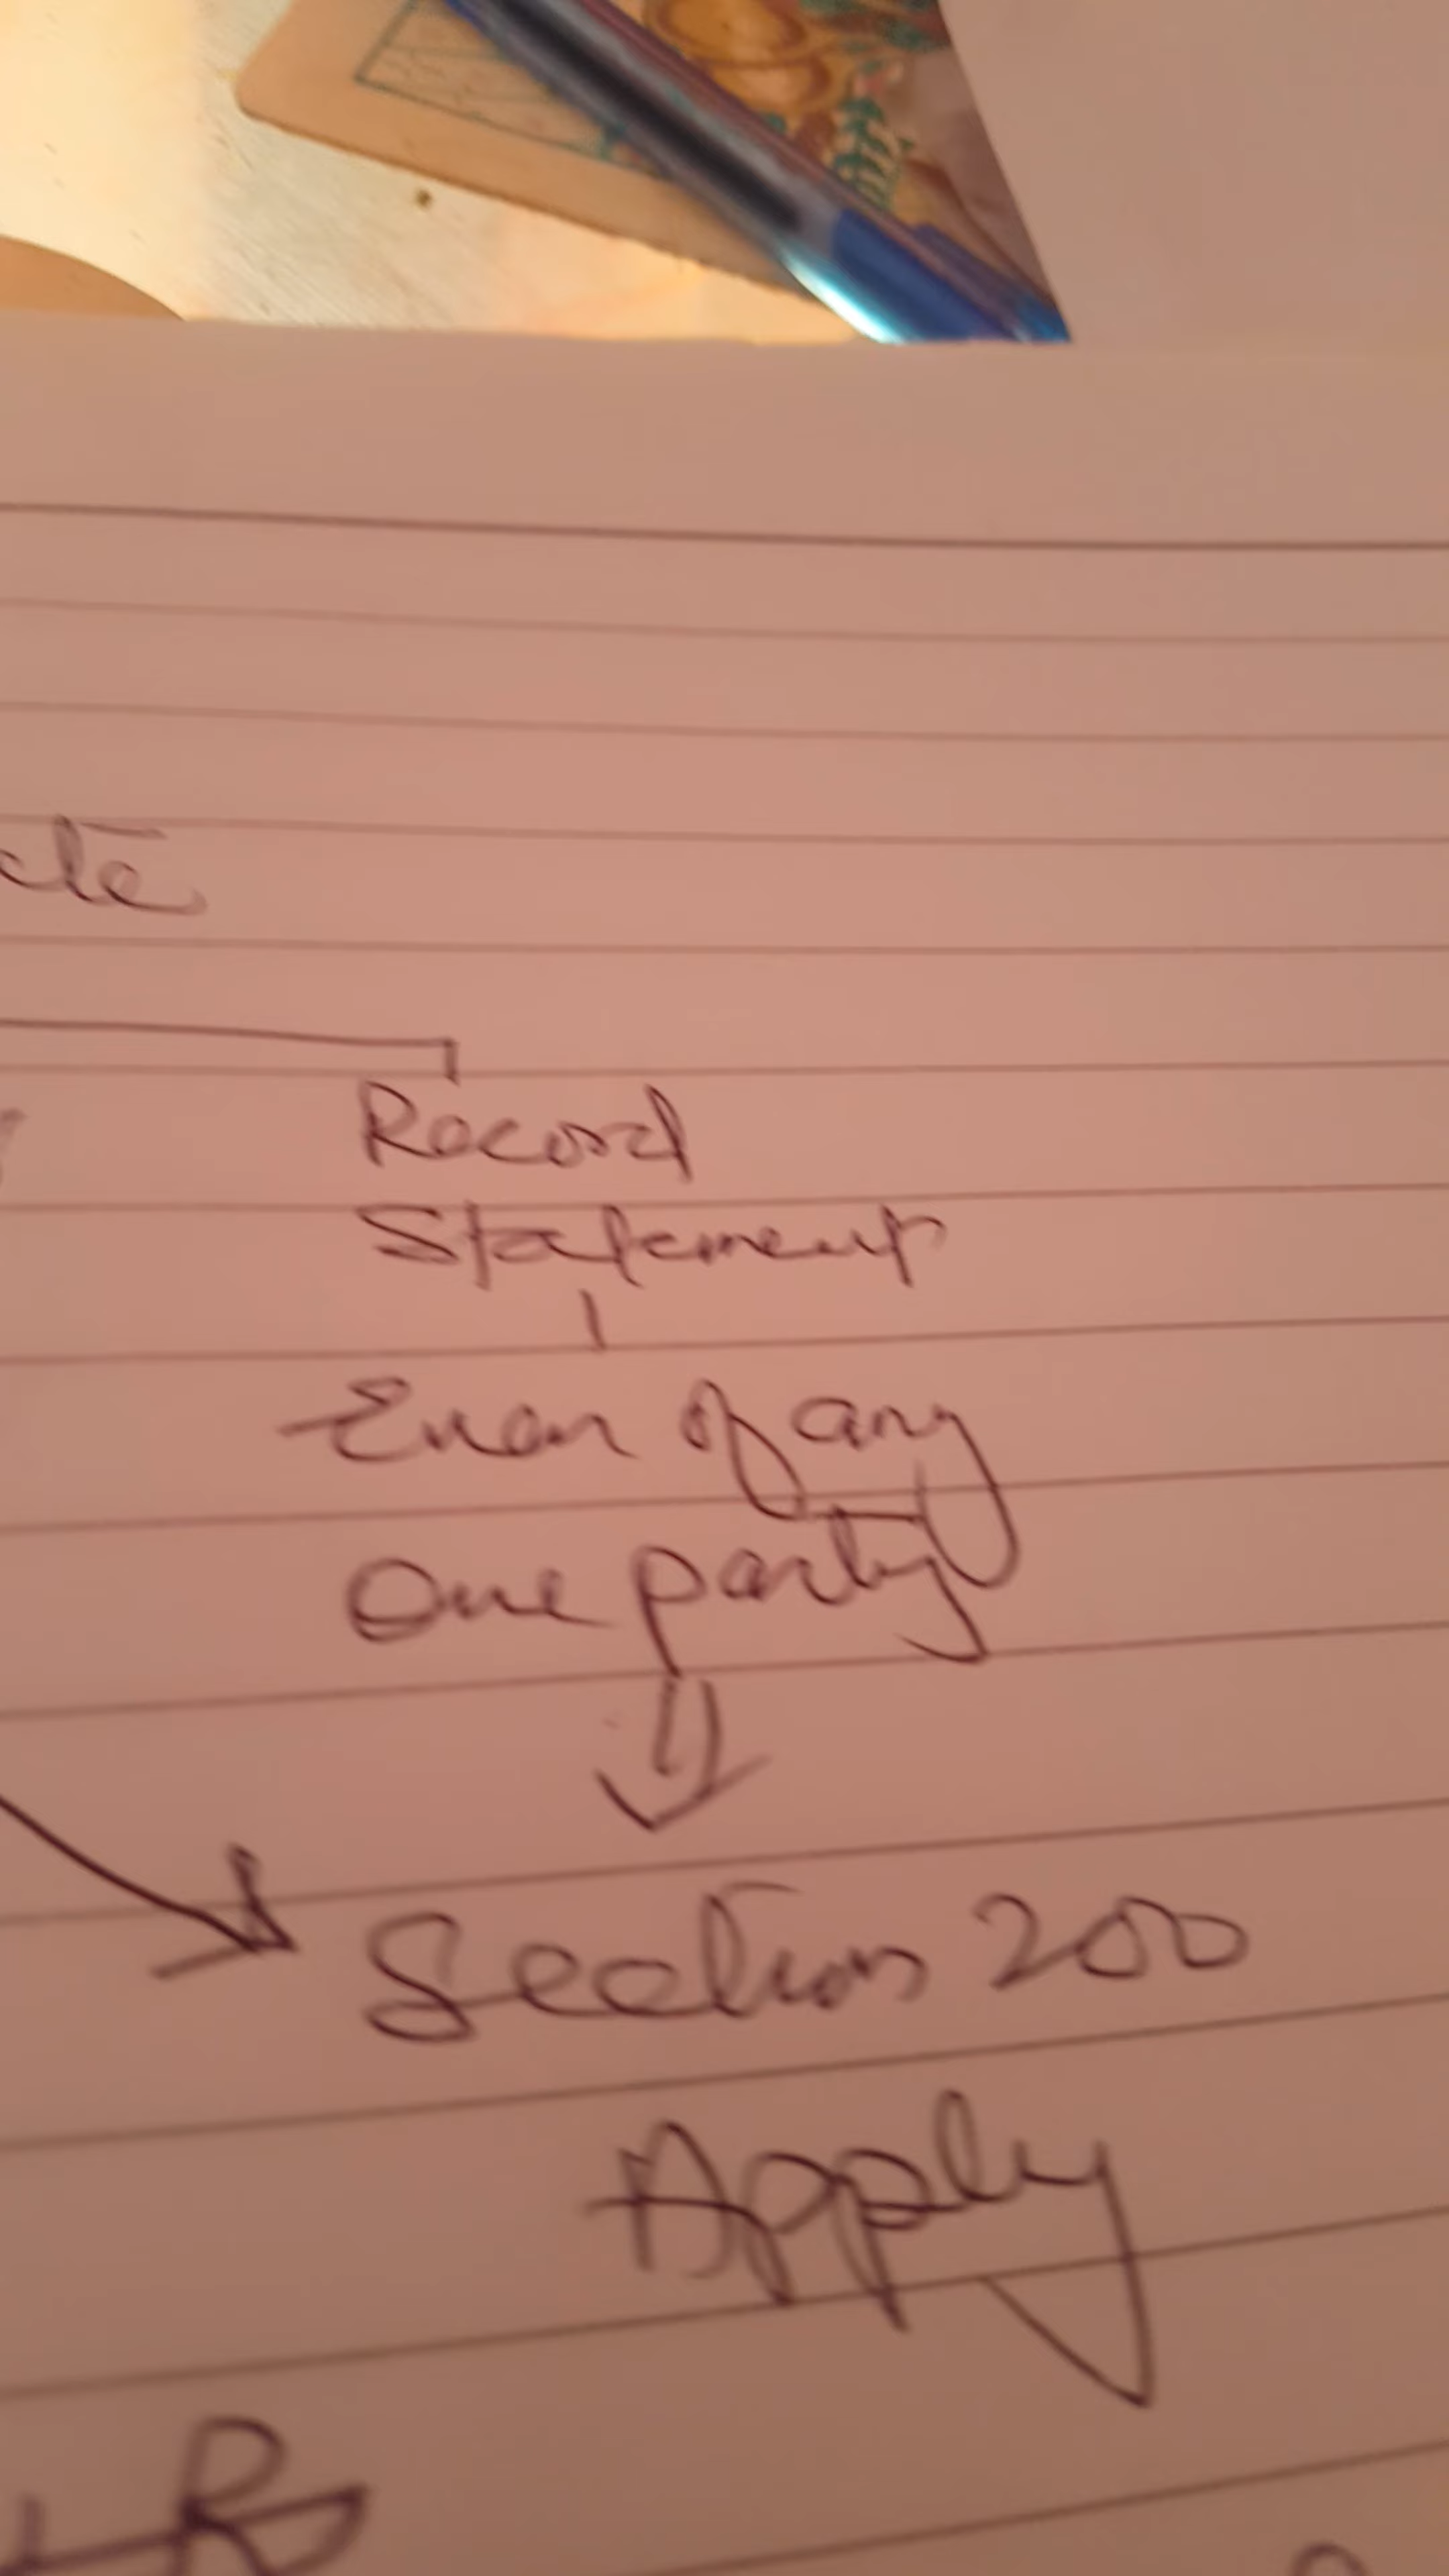 Record
Statement
Even of any
One party
Section 200
Apply